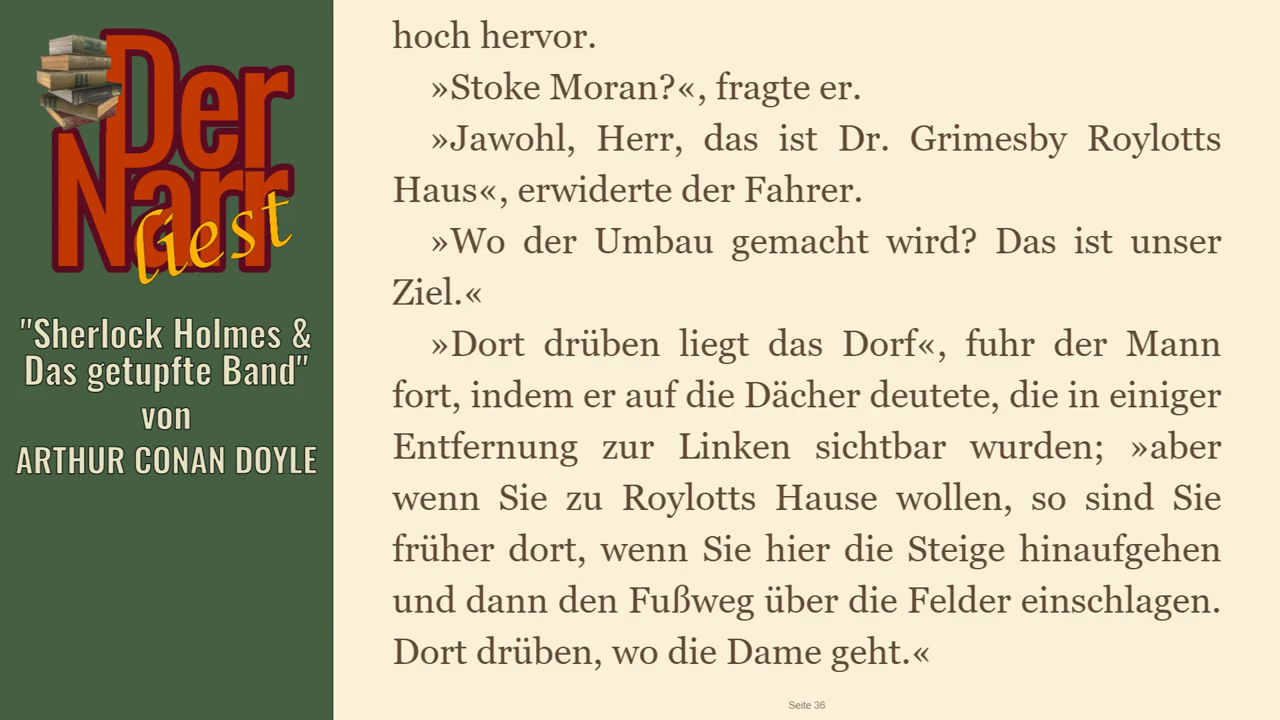 Der
Narr
liest
"Sherlock Holmes &
Das getupfte Band"
von
ARTHUR CONAN DOYLE
hoch hervor.
»Stoke Moran?«, fragte er.
»Jawohl, Herr, das ist Dr. Grimesby Roylotts
Haus«, erwiderte der Fahrer.
»Wo der Umbau gemacht wird? Das ist unser
Ziel.«
»Dort drüben liegt das Dorf«, fuhr der Mann
fort, indem er auf die Dächer deutete, die in einiger
Entfernung zur Linken sichtbar wurden; »aber
wenn Sie zu Roylotts Hause wollen, so sind Sie
früher dort, wenn Sie hier die Steige hinaufgehen
und dann den Fußweg über die Felder einschlagen.
Dort drüben, wo die Dame geht.«
Seite 36